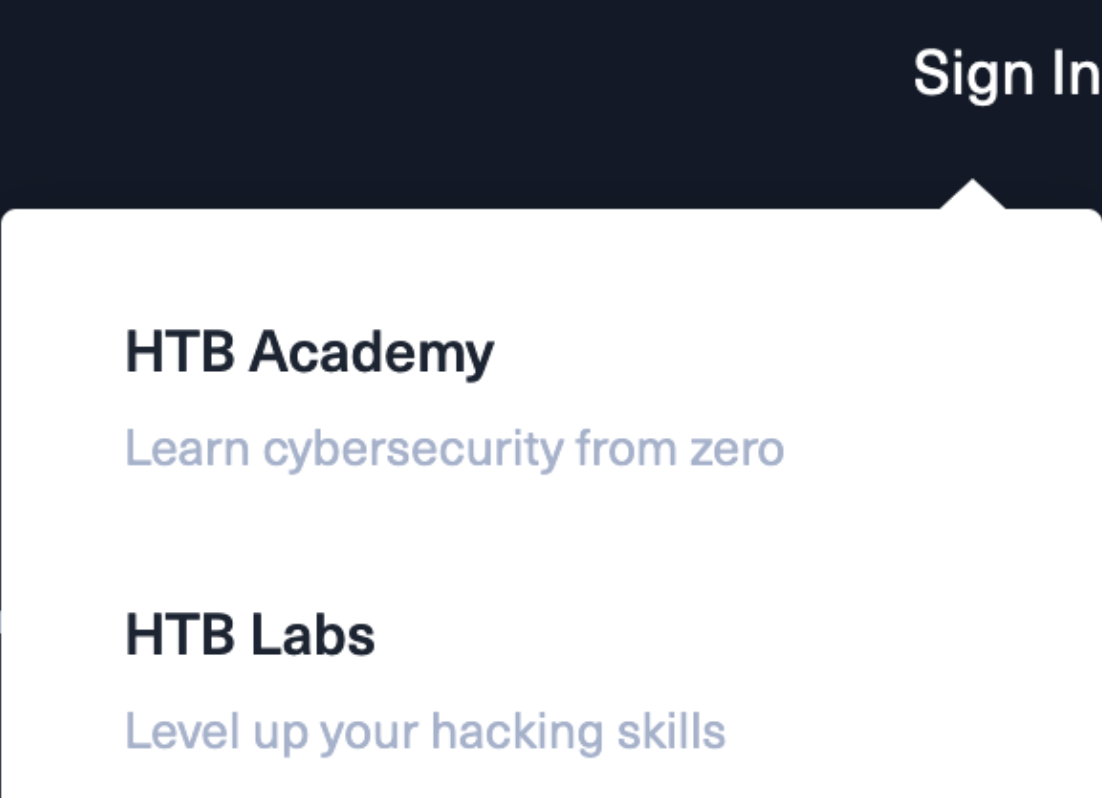 Sign In
HTB Academy
Learn cybersecurity from zero
HTB Labs
Level up your hacking skills